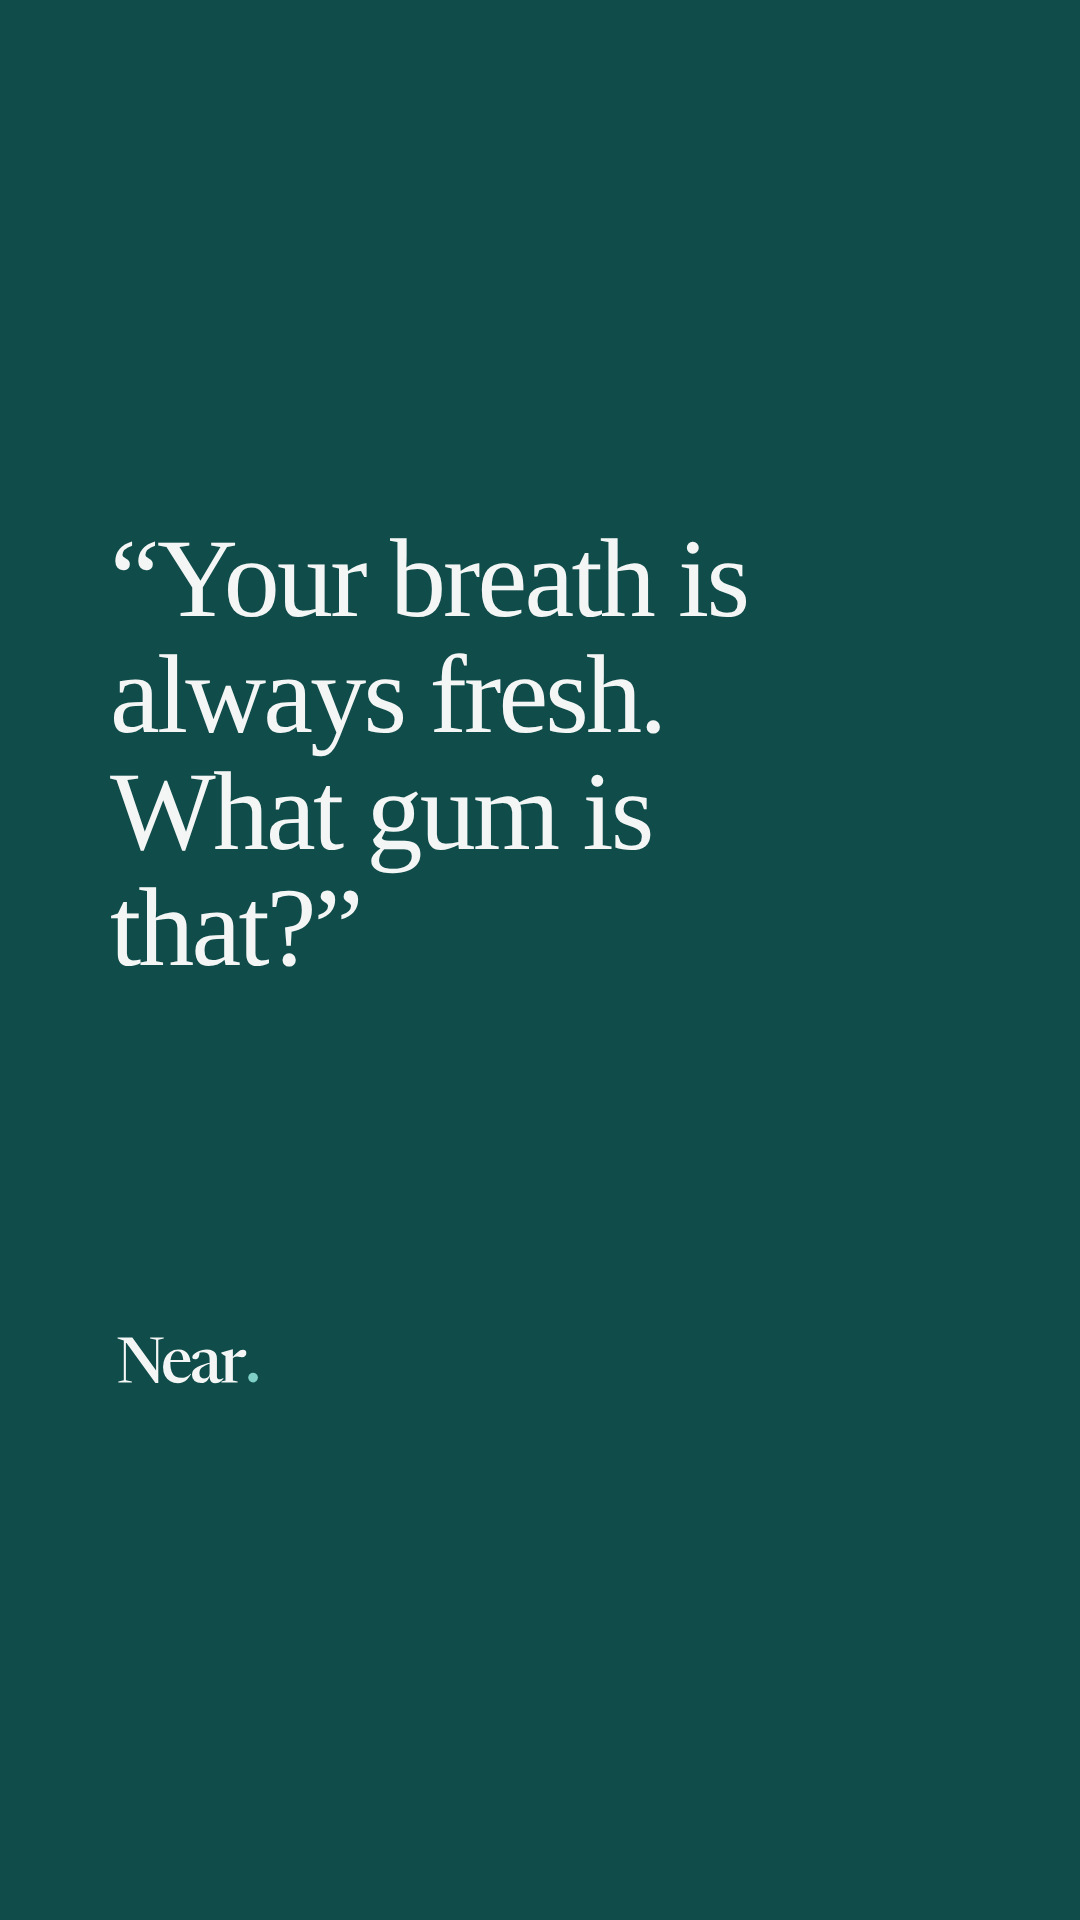 “Your breath is
always fresh.
What gum is
that?”
Near.